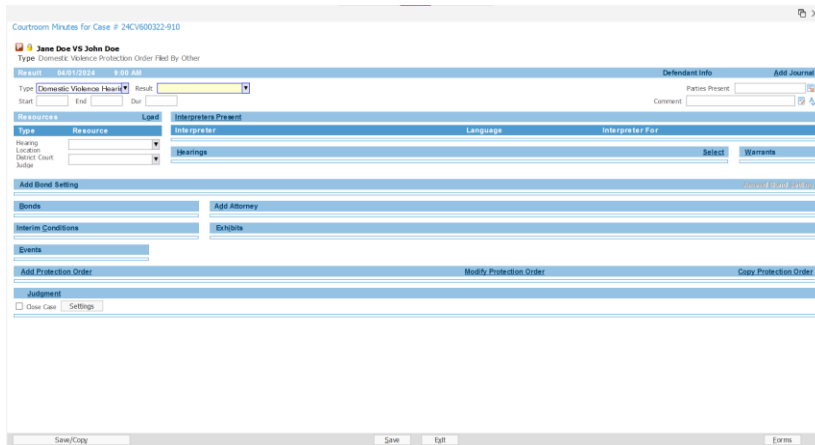 Courtroom Minutes for Case # 24CV600322-910
Jane Doe VS John Doe
Type Domestic Violence Protection Order Filed By Other
Result 04/01/2024 9:00 AM Defendant Info Add Journal
Type Domestic Violence Hearin Result Parties Present
Start End Dur Comment
Resources Load Interpreters Present
Type Resource Interpreter Language Interpreter For
Hearing Location
Hearings Select Warrants
District Court Judge
Add Bond Setting
Bonds Add Attorney
Interim Conditions Exhibits
Events
Add Protection Order Modify Protection Order Copy Protection Order
Judgment
Close Case Settings
Save/Copy Save Exit Forms